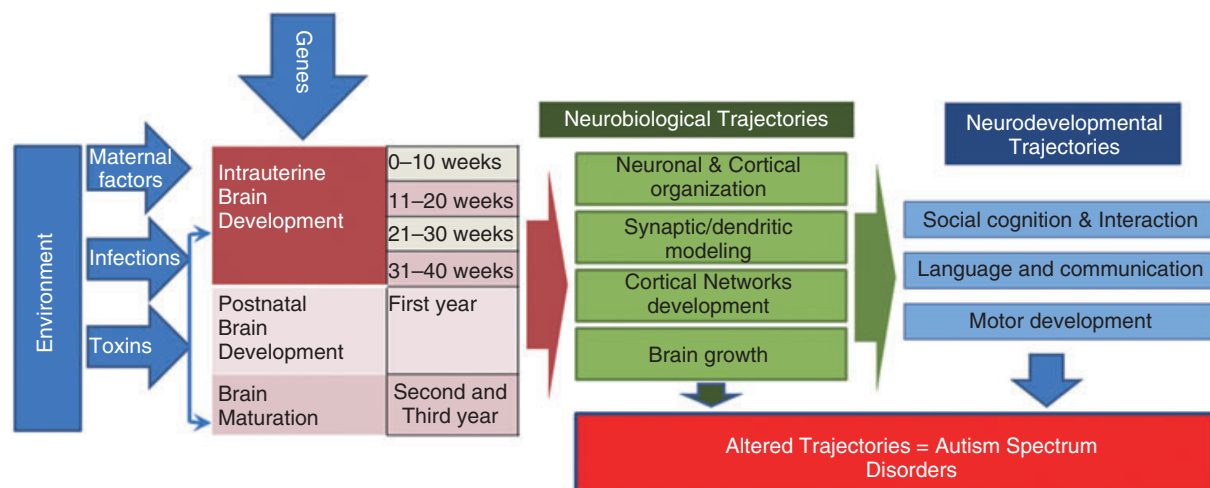 Genes
Environment
Maternal
factors
Infections
Toxins
Intrauterine
Brain
Development
0–10 weeks
11–20 weeks
21–30 weeks
31–40 weeks
Postnatal
Brain
Development
First year
Brain
Maturation
Second and
Third year
Neurobiological Trajectories
Neuronal & Cortical
organization
Synaptic/dendritic
modeling
Cortical Networks
development
Brain growth
Neurodevelopmental
Trajectories
Social cognition & Interaction
Language and communication
Motor development
Altered Trajectories = Autism Spectrum
Disorders